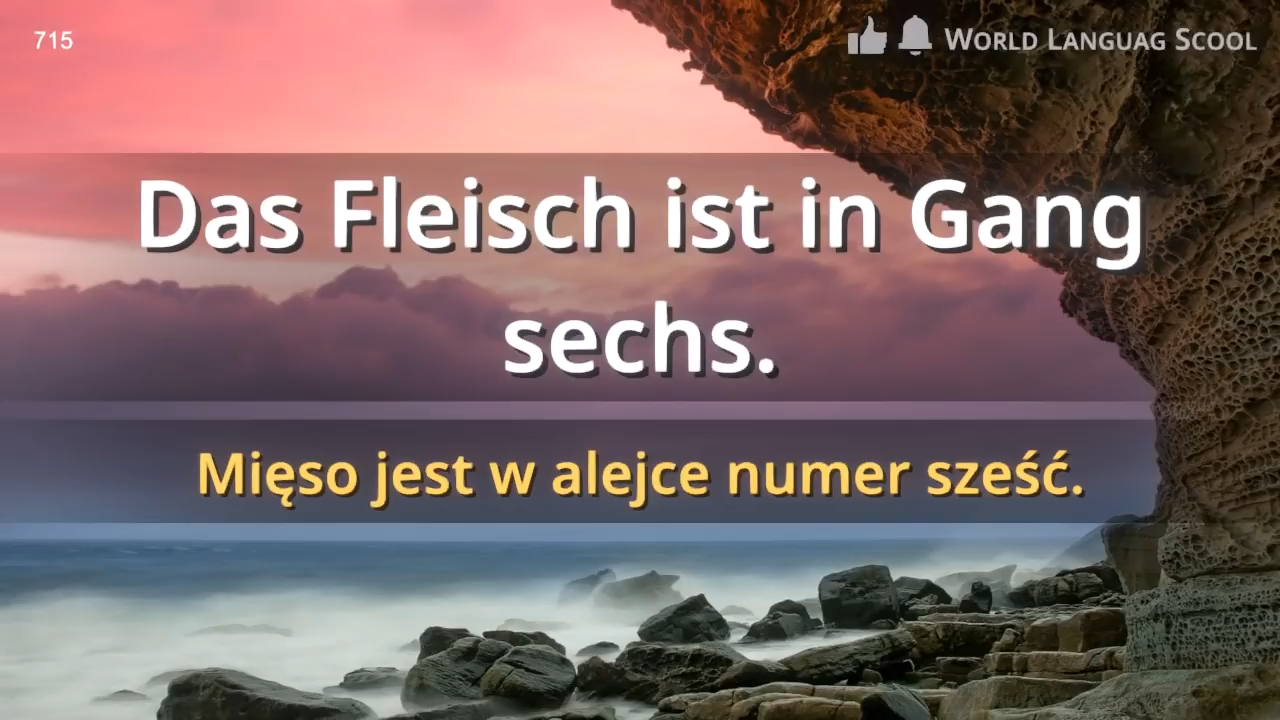 715
WORLD LANGUAG SCOOL
Das Fleisch ist in Gang
sechs.
Mięso jest w alejce numer sześć.